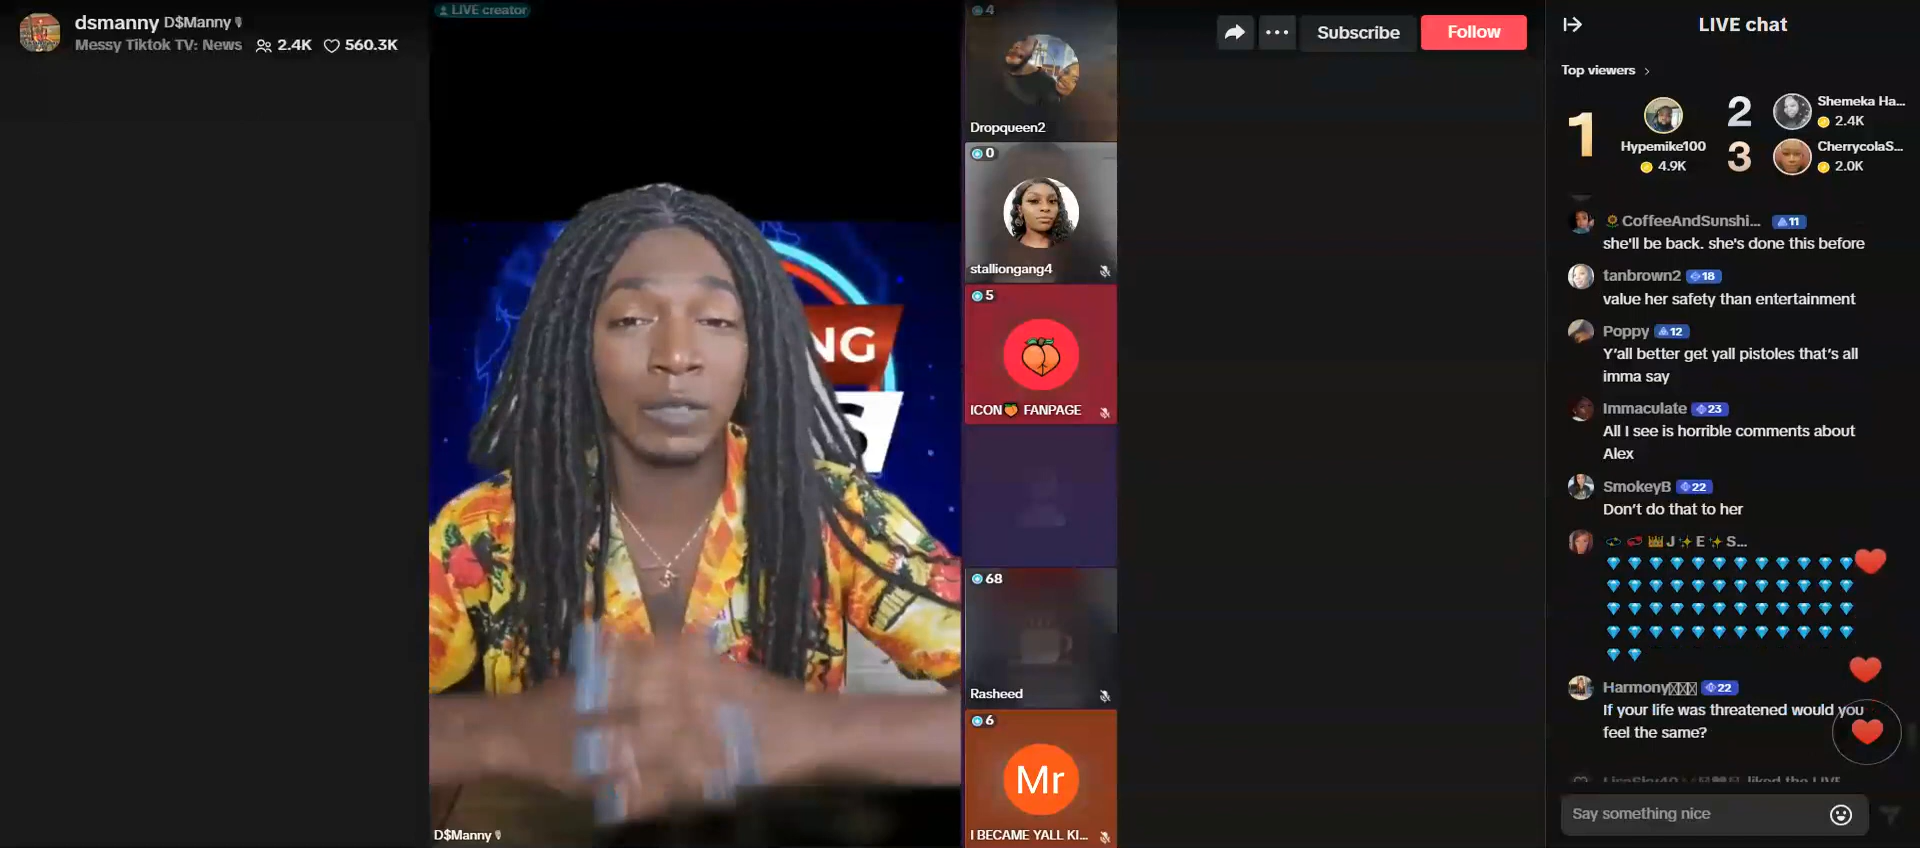 dsmanny D$Manny🎙
Messy Tiktok TV: News 2.4K 560.3K
LIVE creator
NG
S
D$Manny🎙
4
Dropqueen2
0
stalliongang4
5
ICON🍑 FANPAGE
68
Rasheed
6
Mr
I BECAME YALL KI...
Subscribe
Follow
LIVE chat
Top viewers >
1
Hypemike100
4.9K
2
Shemeka Ha...
2.4K
3
CherrycolaS...
2.0K
🌻CoffeeAndSunshi... 11
she'll be back. she's done this before
tanbrown2 18
value her safety than entertainment
Poppy 12
Y'all better get yall pistoles that's all
imma say
Immaculate 23
All I see is horrible comments about
Alex
SmokeyB 22
Don't do that to her
J✨E✨S...
💎💎💎💎💎💎💎💎💎💎💎💎
💎💎💎💎💎💎💎💎💎💎💎💎
💎💎💎💎💎💎💎💎💎💎💎💎
💎💎💎💎💎💎💎💎💎💎💎💎
💎💎
Harmony 22
If your life was threatened would you
feel the same?
liked the LIVE
Say something nice